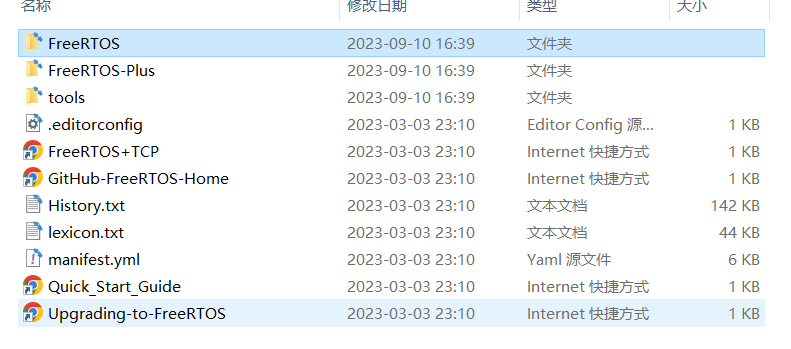 名称 修改日期 类型 大小
FreeRTOS 2023-09-10 16:39 文件夹
FreeRTOS-Plus 2023-09-10 16:39 文件夹
tools 2023-09-10 16:39 文件夹
.editorconfig 2023-03-03 23:10 Editor Config 源... 1 KB
FreeRTOS+TCP 2023-03-03 23:10 Internet 快捷方式 1 KB
GitHub-FreeRTOS-Home 2023-03-03 23:10 Internet 快捷方式 1 KB
History.txt 2023-03-03 23:10 文本文档 142 KB
lexicon.txt 2023-03-03 23:10 文本文档 44 KB
manifest.yml 2023-03-03 23:10 Yaml 源文件 6 KB
Quick_Start_Guide 2023-03-03 23:10 Internet 快捷方式 1 KB
Upgrading-to-FreeRTOS 2023-03-03 23:10 Internet 快捷方式 1 KB